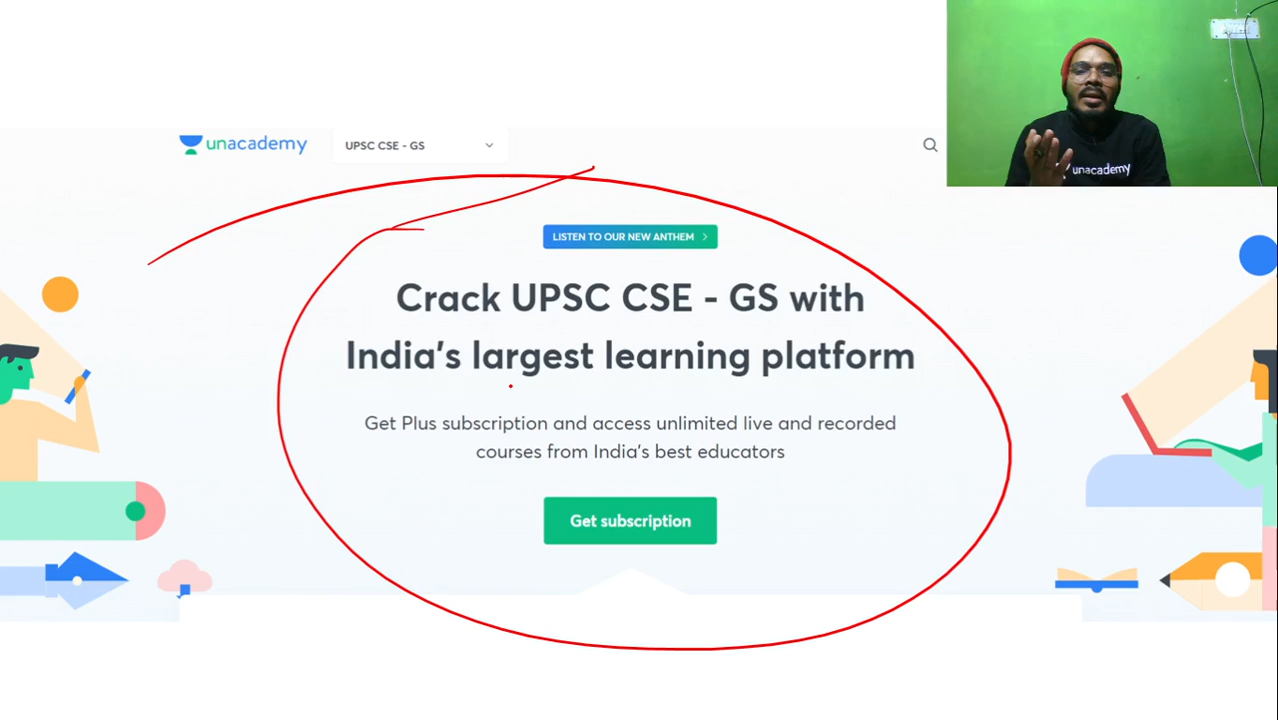 unacademy
UPSC CSE - GS
unacademy
LISTEN TO OUR NEW ANTHEM
Crack UPSC CSE - GS with
India's largest learning platform
Get Plus subscription and access unlimited live and recorded
courses from India's best educators
Get subscription